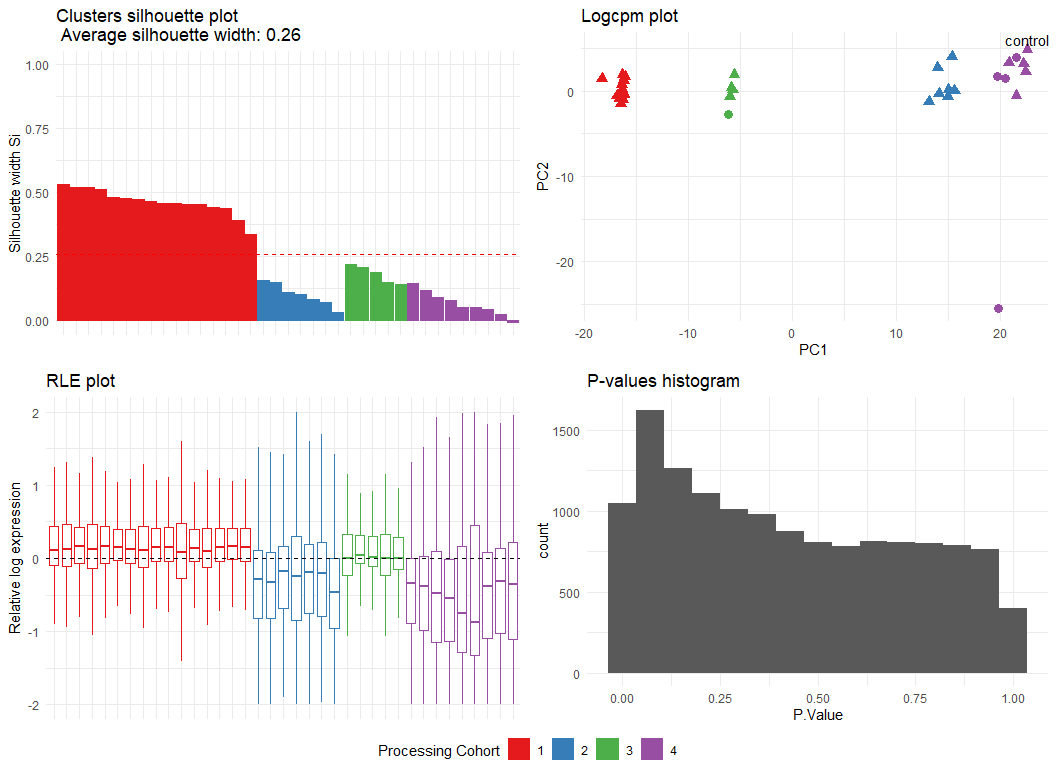 Clusters silhouette plot
Average silhouette width: 0.26
Silhouette width Si
1.00
0.75
0.50
0.25
0.00
Logcpm plot
control
PC2
0
-10
-20
-20
-10
0
10
20
PC1
RLE plot
Relative log expression
2
1
0
-1
-2
P-values histogram
count
1500
1000
500
0
0.00
0.25
0.50
0.75
1.00
P.Value
Processing Cohort 1 2 3 4